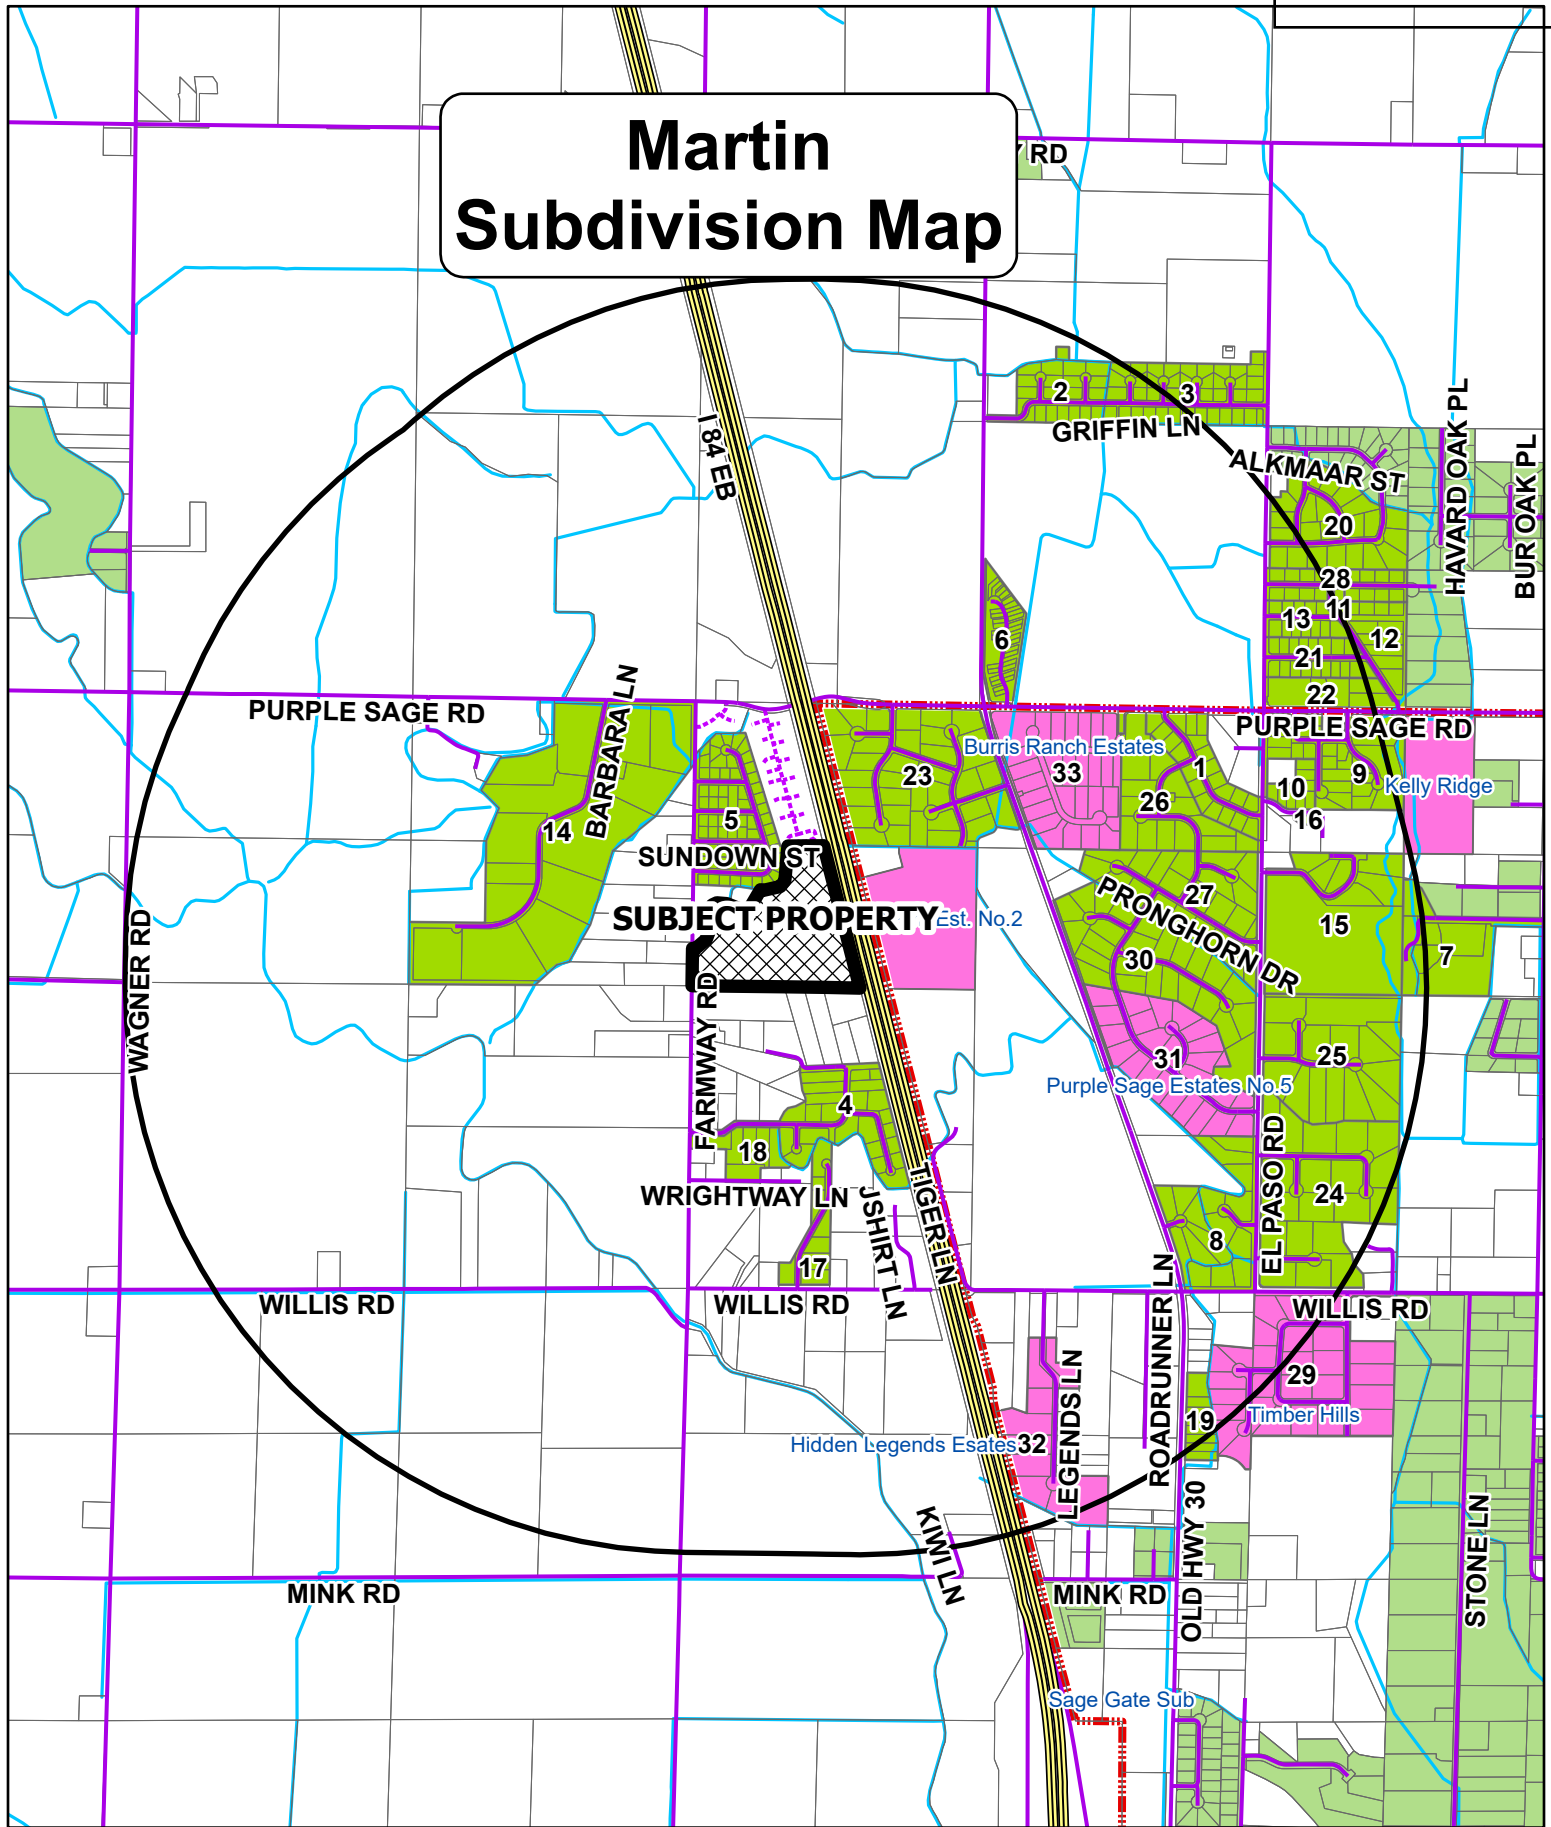 Martin
Subdivision Map
RD
2
3
GRIFFIN LN
I 84 EB
ALKMAAR ST
HAVARD OAK PL
BUR OAK PL
20
28
11
13
12
6
21
22
BARBARA LN
PURPLE SAGE RD
PURPLE SAGE RD
Burris Ranch Estates
23
33
1
10
9
Kelly Ridge
26
16
14
5
SUNDOWN ST
27
PRONGHORN DR
SUBJECT PROPERTY
Est. No.2
15
7
30
WAGNER RD
FARMWAY RD
31
25
Purple Sage Estates No.5
4
18
EL PASO RD
WRIGHTWAY LN
JSHIRT LN
TIGER LN
24
8
17
WILLIS RD
WILLIS RD
WILLIS RD
ROADRUNNER LN
LEGENDS LN
29
19
Timber Hills
Hidden Legends Esates
32
OLD HWY 30
STONE LN
KIWI LN
MINK RD
MINK RD
Sage Gate Sub